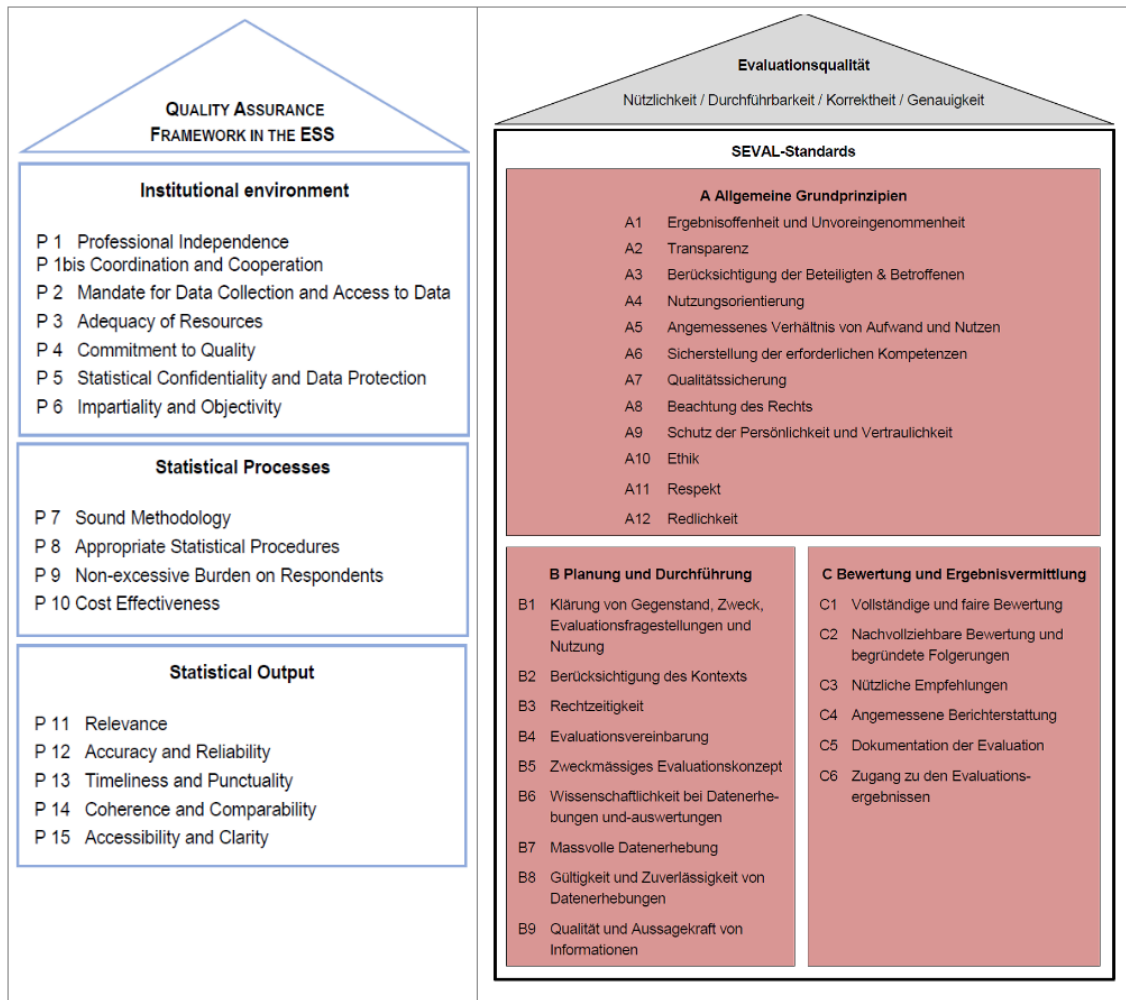 QUALITY ASSURANCE
FRAMEWORK IN THE ESS
Institutional environment
P 1 Professional Independence
P 1bis Coordination and Cooperation
P 2 Mandate for Data Collection and Access to Data
P 3 Adequacy of Resources
P 4 Commitment to Quality
P 5 Statistical Confidentiality and Data Protection
P 6 Impartiality and Objectivity
Statistical Processes
P 7 Sound Methodology
P 8 Appropriate Statistical Procedures
P 9 Non-excessive Burden on Respondents
P 10 Cost Effectiveness
Statistical Output
P 11 Relevance
P 12 Accuracy and Reliability
P 13 Timeliness and Punctuality
P 14 Coherence and Comparability
P 15 Accessibility and Clarity
Evaluationsqualität
Nützlichkeit / Durchführbarkeit / Korrektheit / Genauigkeit
SEVAL-Standards
A Allgemeine Grundprinzipien
A1 Ergebnisoffenheit und Unvoreingenommenheit
A2 Transparenz
A3 Berücksichtigung der Beteiligten & Betroffenen
A4 Nutzungsorientierung
A5 Angemessenes Verhältnis von Aufwand und Nutzen
A6 Sicherstellung der erforderlichen Kompetenzen
A7 Qualitätssicherung
A8 Beachtung des Rechts
A9 Schutz der Persönlichkeit und Vertraulichkeit
A10 Ethik
A11 Respekt
A12 Redlichkeit
B Planung und Durchführung
B1 Klärung von Gegenstand, Zweck,
Evaluationsfragestellungen und
Nutzung
B2 Berücksichtigung des Kontexts
B3 Rechtzeitigkeit
B4 Evaluationsvereinbarung
B5 Zweckmässiges Evaluationskonzept
B6 Wissenschaftlichkeit bei Datenerhe-
bungen und-auswertungen
B7 Massvolle Datenerhebung
B8 Gültigkeit und Zuverlässigkeit von
Datenerhebungen
B9 Qualität und Aussagekraft von
Informationen
C Bewertung und Ergebnisvermittlung
C1 Vollständige und faire Bewertung
C2 Nachvollziehbare Bewertung und
begründete Folgerungen
C3 Nützliche Empfehlungen
C4 Angemessene Berichterstattung
C5 Dokumentation der Evaluation
C6 Zugang zu den Evaluations-
ergebnissen